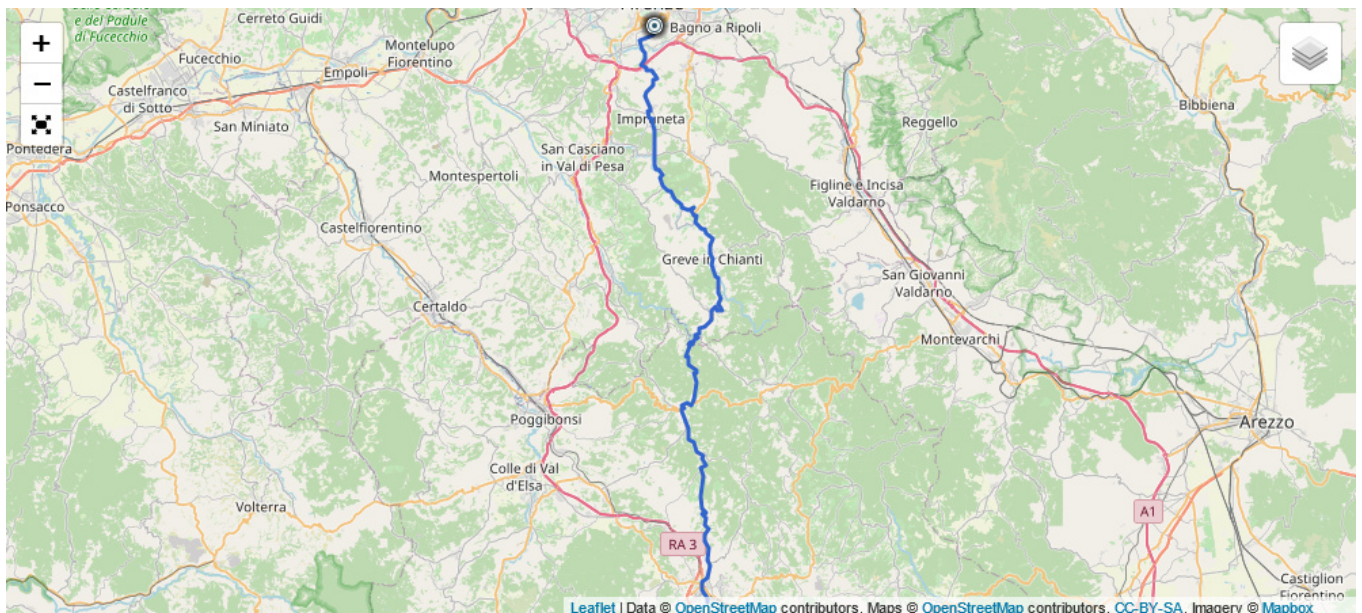 e del Padule
di Fucecchio
Cerreto Guidi
Bagno a Ripoli
+
Montelupo
Fiorentino
Fucecchio
Empoli
−
Castelfranco
di Sotto
Bibbiena
San Miniato
Impruneta
Reggello
Pontedera
San Casciano
in Val di Pesa
Montespertoli
Figline e Incisa
Valdarno
Ponsacco
Castelfiorentino
Greve in Chianti
San Giovanni
Valdarno
Certaldo
Montevarchi
Poggibonsi
Arezzo
Colle di Val
d'Elsa
Volterra
A1
RA 3
Castiglion
Fiorentino
Leaflet | Data © OpenStreetMap contributors, Maps © OpenStreetMap contributors, CC-BY-SA, Imagery © Mapbox